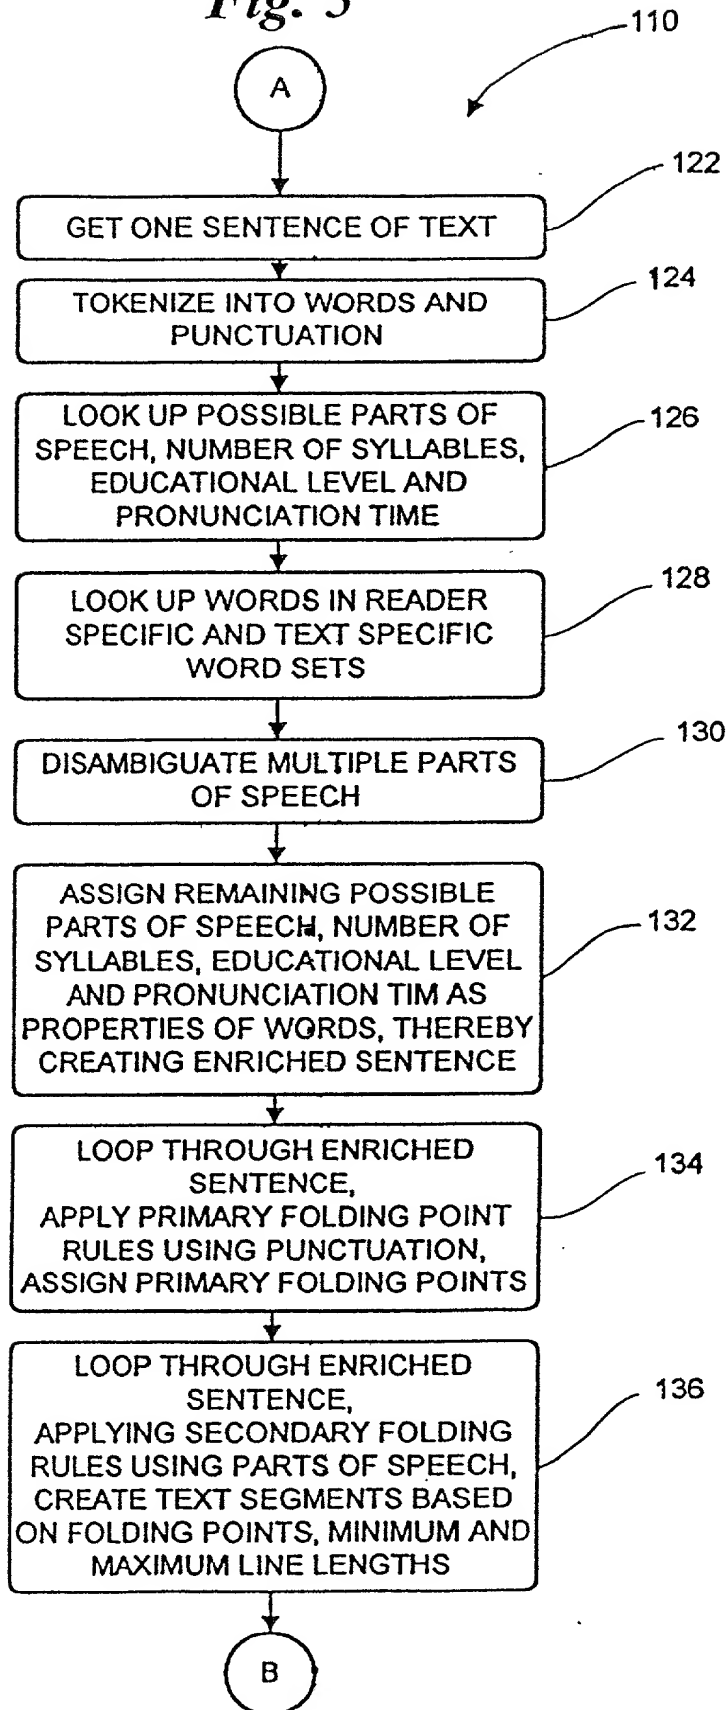 Fig. 5
110
A
122
GET ONE SENTENCE OF TEXT
124
TOKENIZE INTO WORDS AND
PUNCTUATION
126
LOOK UP POSSIBLE PARTS OF
SPEECH, NUMBER OF SYLLABLES,
EDUCATIONAL LEVEL AND
PRONUNCIATION TIME
128
LOOK UP WORDS IN READER
SPECIFIC AND TEXT SPECIFIC
WORD SETS
130
DISAMBIGUATE MULTIPLE PARTS
OF SPEECH
132
ASSIGN REMAINING POSSIBLE
PARTS OF SPEECH, NUMBER OF
SYLLABLES, EDUCATIONAL LEVEL
AND PRONUNCIATION TIM AS
PROPERTIES OF WORDS, THEREBY
CREATING ENRICHED SENTENCE
134
LOOP THROUGH ENRICHED
SENTENCE,
APPLY PRIMARY FOLDING POINT
RULES USING PUNCTUATION,
ASSIGN PRIMARY FOLDING POINTS
136
LOOP THROUGH ENRICHED
SENTENCE,
APPLYING SECONDARY FOLDING
RULES USING PARTS OF SPEECH,
CREATE TEXT SEGMENTS BASED
ON FOLDING POINTS, MINIMUM AND
MAXIMUM LINE LENGTHS
B